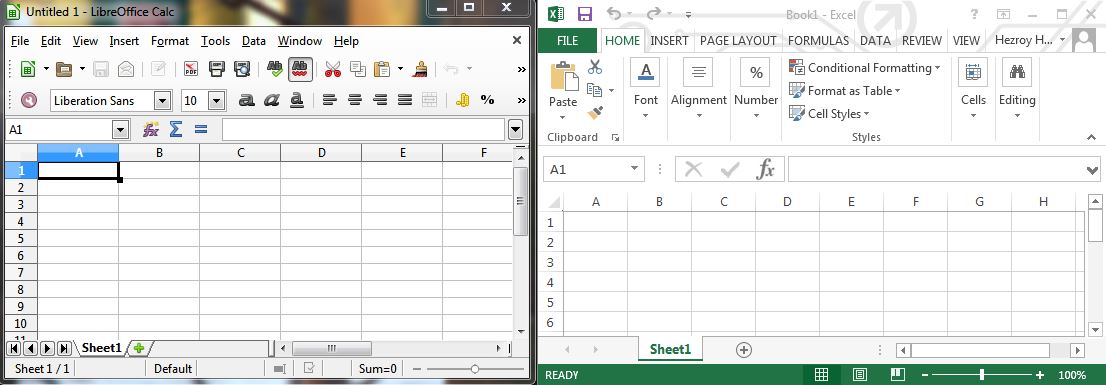 Untitled 1 - LibreOffice Calc
File Edit View Insert Format Tools Data Window Help
Liberation Sans 10 a a a %
A1 fx Σ =
A B C D E F
1
2
3
4
5
6
7
8
9
10
11
Sheet1
Sheet 1 / 1 Default Sum=0
Book1 - Excel
FILE HOME INSERT PAGE LAYOUT FORMULAS DATA REVIEW VIEW Hezroy H...
Paste
Clipboard
A
Font
Alignment
%
Number
Conditional Formatting
Format as Table
Cell Styles
Styles
Cells
Editing
A1 fx
A B C D E F G H
1
2
3
4
5
6
Sheet1
READY 100%